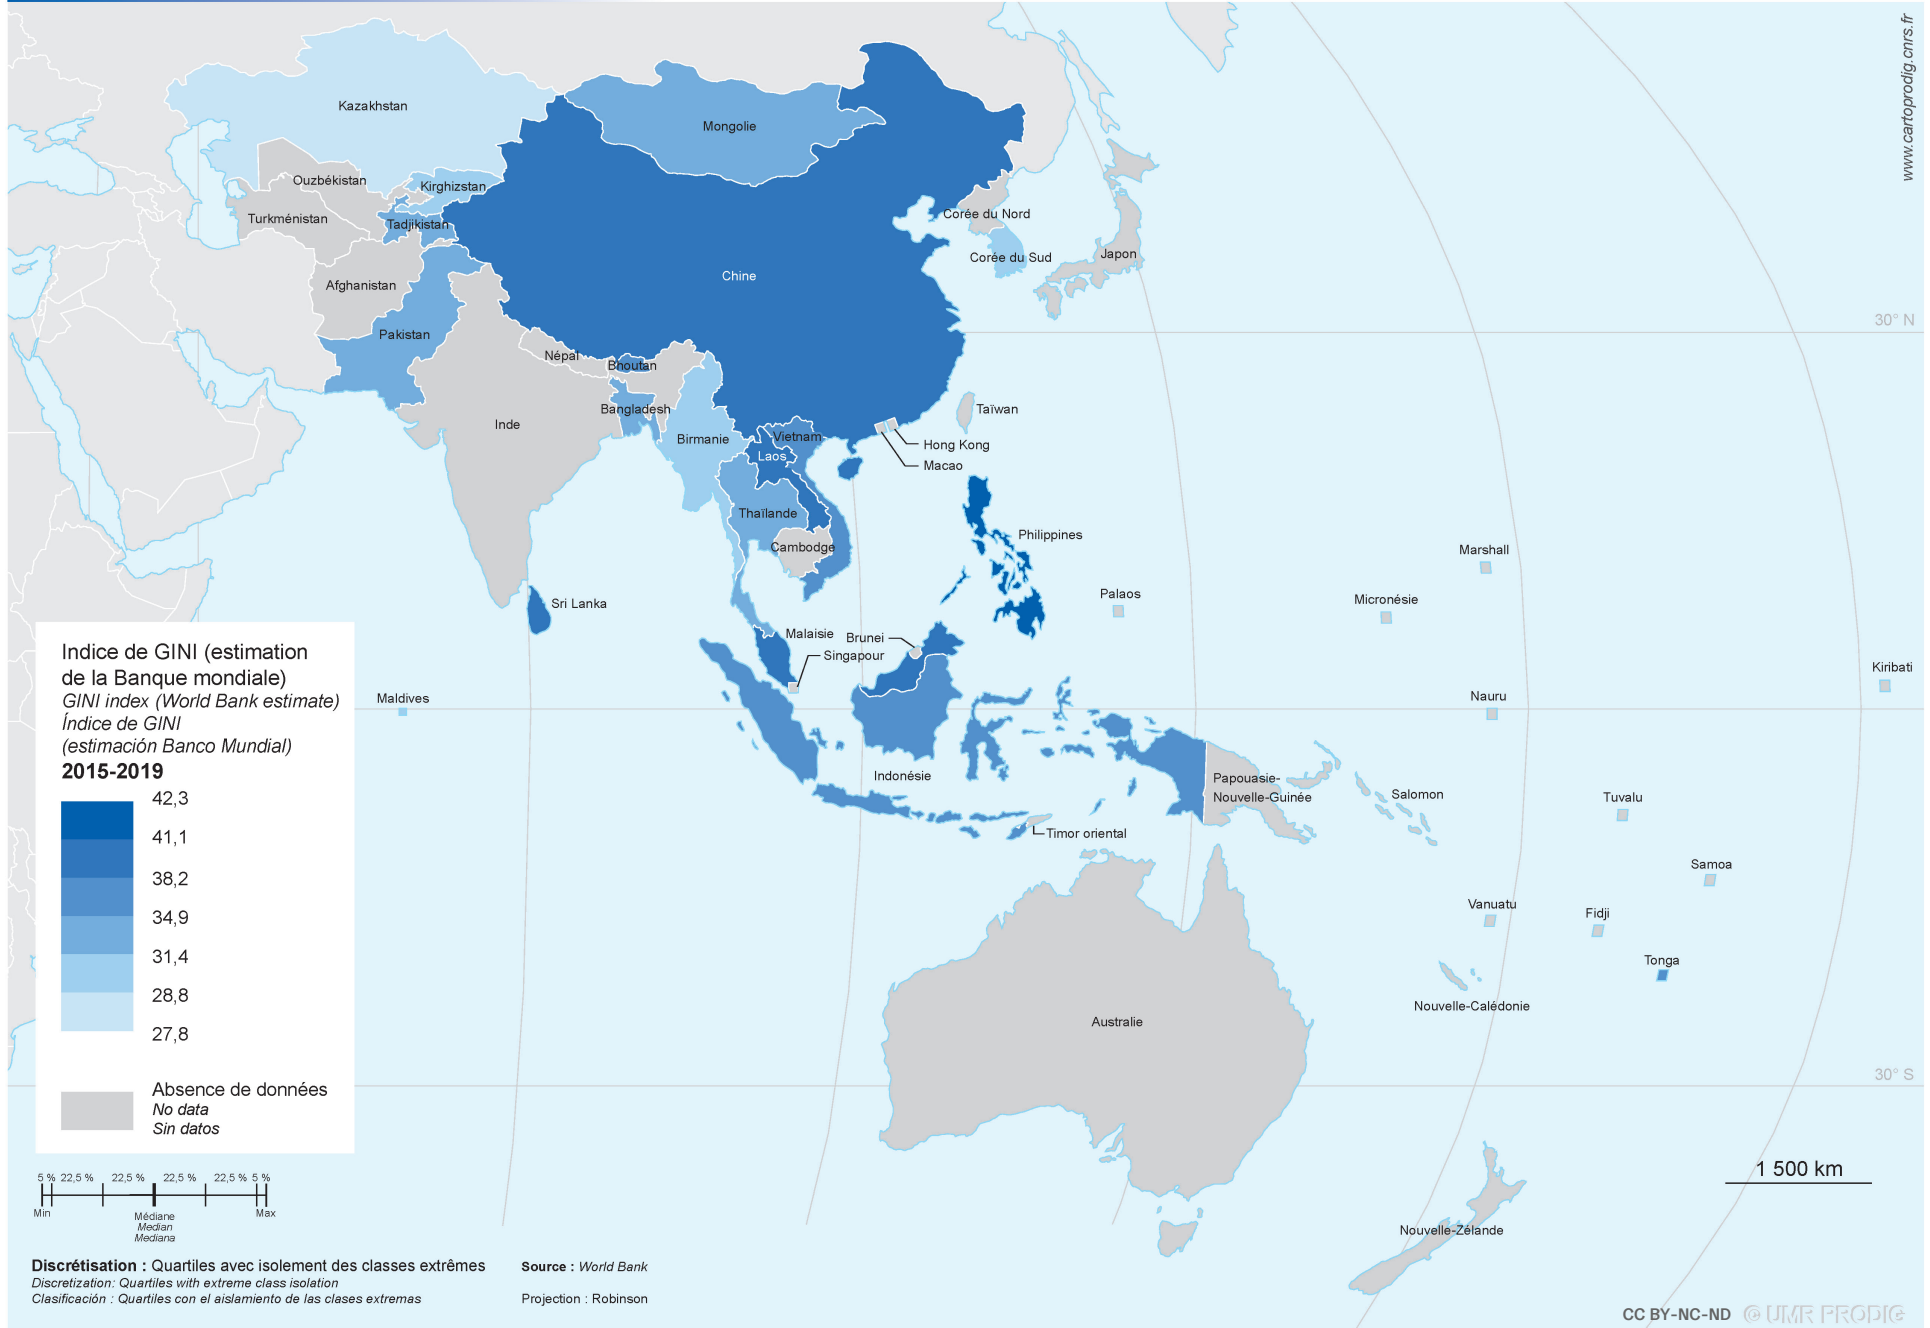 www.cartoprodig.cnrs.fr
Kazakhstan
Mongolie
Ouzbékistan
Kirghizstan
Turkménistan
Tadjikistan
Corée du Nord
Corée du Sud
Japon
Chine
Afghanistan
Pakistan
30° N
Népal
Bhoutan
Bangladesh
Inde
Birmanie
Vietnam
Laos
Taïwan
Hong Kong
Macao
Thaïlande
Cambodge
Philippines
Marshall
Palaos
Micronésie
Sri Lanka
Malaisie
Brunei
Singapour
Kiribati
Maldives
Nauru
Indonésie
Papouasie-
Nouvelle-Guinée
Salomon
Tuvalu
Timor oriental
Samoa
Vanuatu
Fidji
Tonga
Nouvelle-Calédonie
Australie
30° S
Nouvelle-Zélande
1 500 km
Indice de GINI (estimation
de la Banque mondiale)
GINI index (World Bank estimate)
Índice de GINI
(estimación Banco Mundial)
2015-2019
42,3
41,1
38,2
34,9
31,4
28,8
27,8
Absence de données
No data
Sin datos
5 % 22,5 % 22,5 % 22,5 % 22,5 % 5 %
Min Médiane Max
Median
Mediana
Discrétisation : Quartiles avec isolement des classes extrêmes
Discretization: Quartiles with extreme class isolation
Clasificación : Quartiles con el aislamiento de las clases extremas
Source : World Bank
Projection : Robinson
CC BY-NC-ND © UMR PRODIG